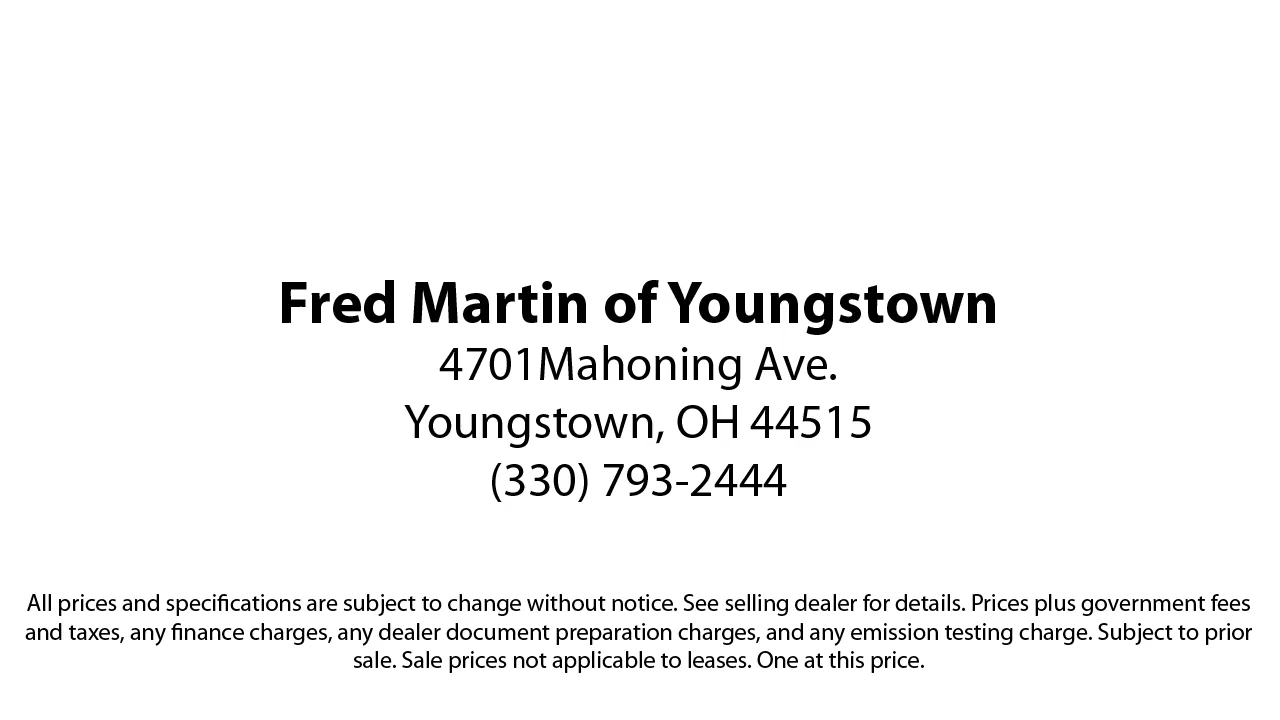 Fred Martin of Youngstown
4701Mahoning Ave.
Youngstown, OH 44515
(330) 793-2444
All prices and specifications are subject to change without notice. See selling dealer for details. Prices plus government fees
and taxes, any finance charges, any dealer document preparation charges, and any emission testing charge. Subject to prior
sale. Sale prices not applicable to leases. One at this price.